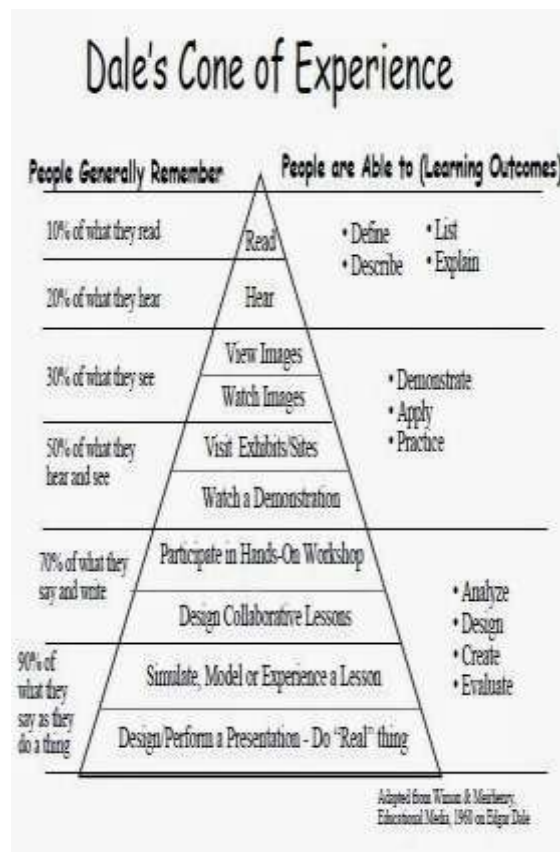 Dale's Cone of Experience
People Generally Remember
People are Able to (Learning Outcomes)
10% of what they read
Read
• Define
• List
• Describe
• Explain
20% of what they hear
Hear
30% of what they see
View Images
Watch Images
• Demonstrate
• Apply
• Practice
50% of what they
hear and see
Visit Exhibits/Sites
Watch a Demonstration
70% of what they
say and write
Participate in Hands-On Workshop
Design Collaborative Lessons
• Analyze
• Design
• Create
• Evaluate
90% of
what they
say as they
do a thing
Simulate, Model or Experience a Lesson
Design/Perform a Presentation - Do "Real" thing
Adapted from &
Educational Media, 1960 on Edgar Dale